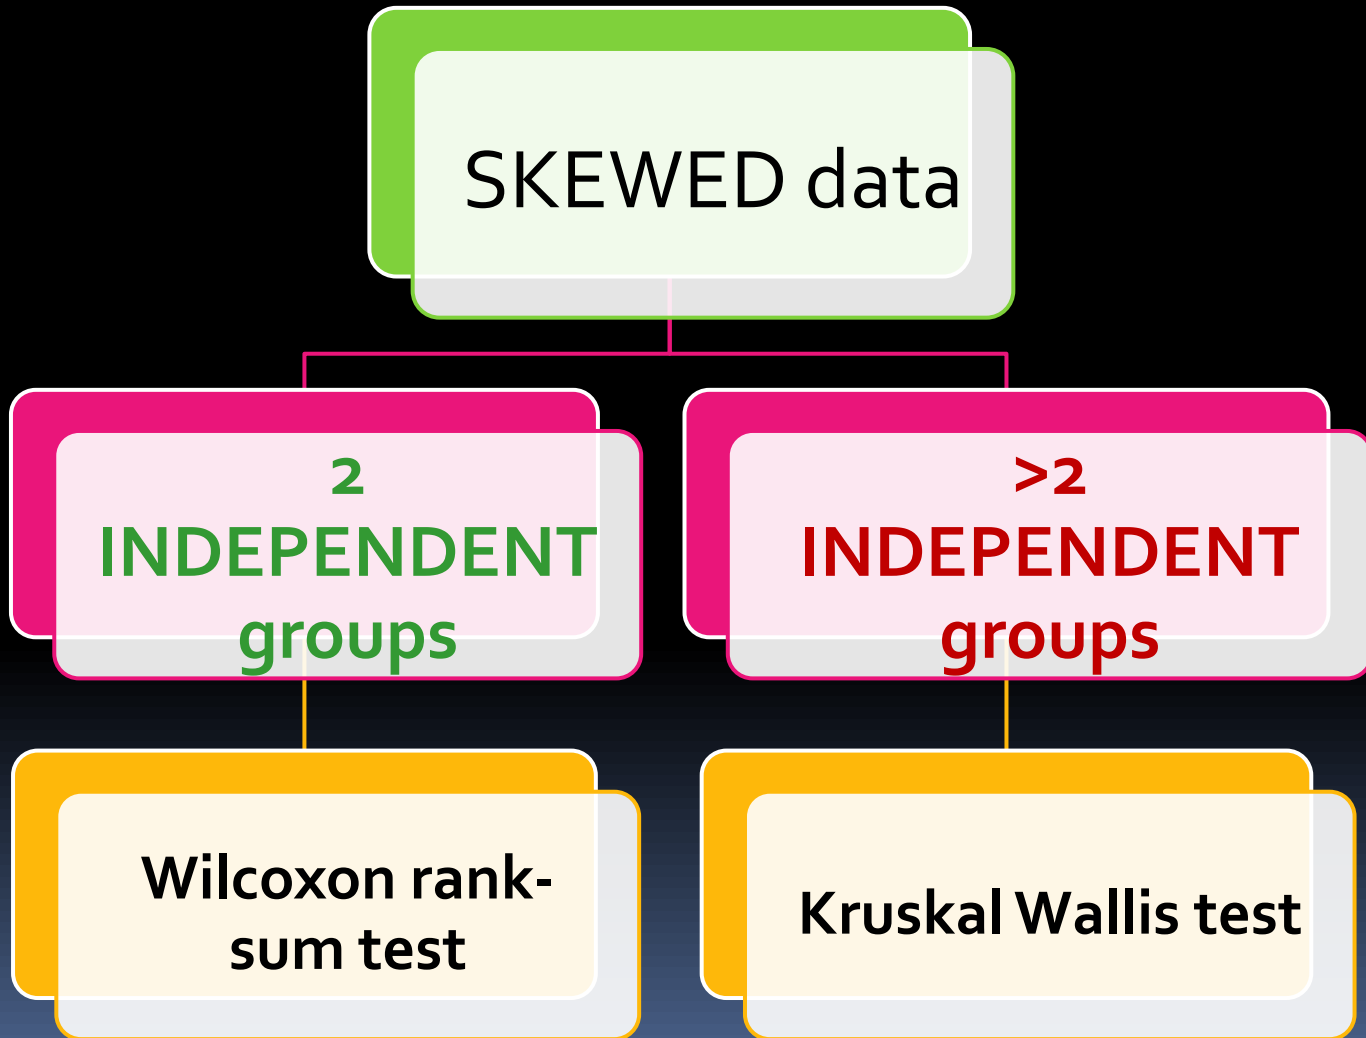 SKEWED data
2
INDEPENDENT
groups
>2
INDEPENDENT
groups
Wilcoxon rank-
sum test
Kruskal Wallis test